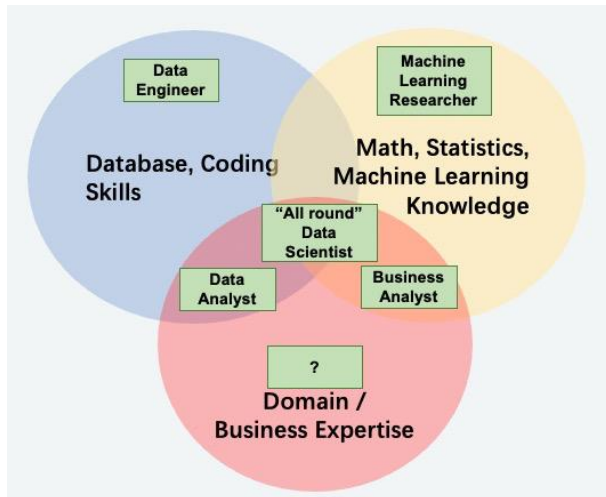 Data
Engineer
Machine
Learning
Researcher
Database, Coding
Skills
Math, Statistics,
Machine Learning
Knowledge
“All round”
Data
Scientist
Data
Analyst
Business
Analyst
?
Domain /
Business Expertise